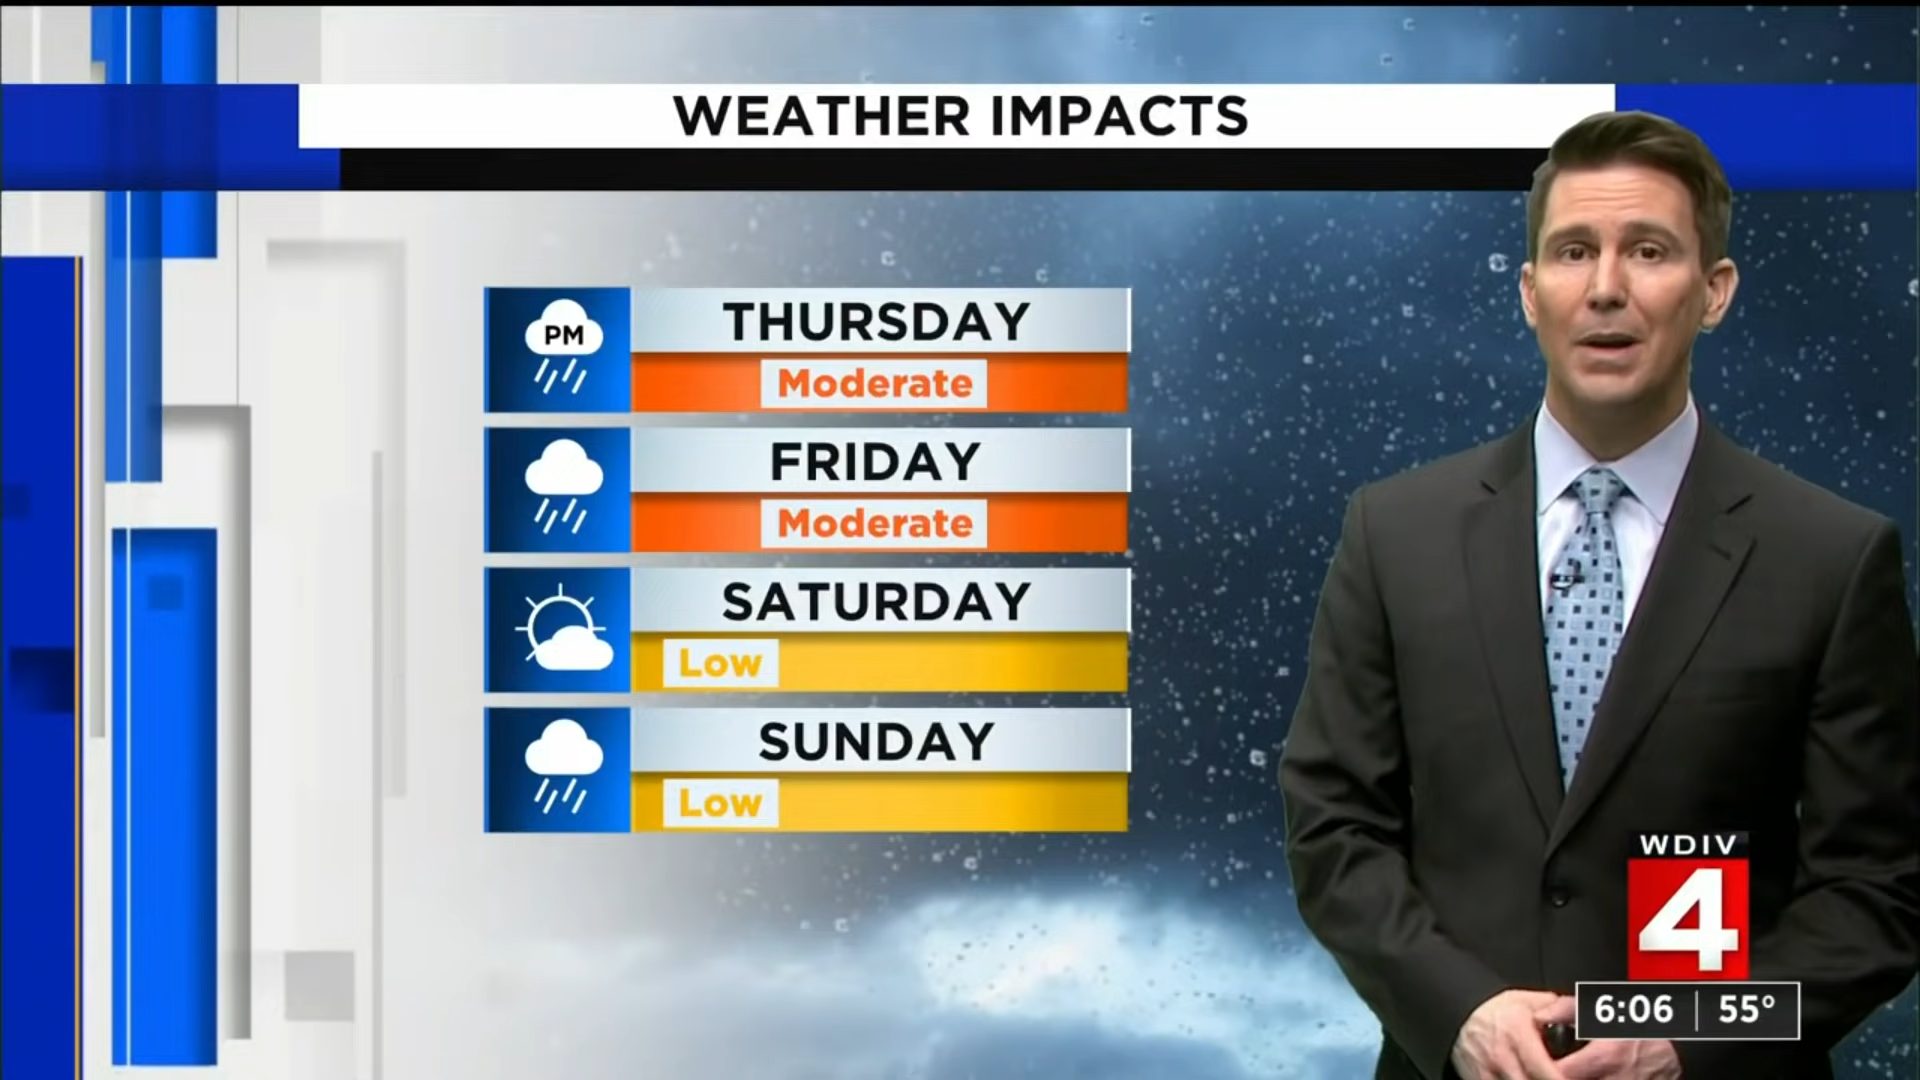 WEATHER IMPACTS
PM
THURSDAY
Moderate
FRIDAY
Moderate
SATURDAY
Low
SUNDAY
Low
WDIV
4
6:06 | 55°